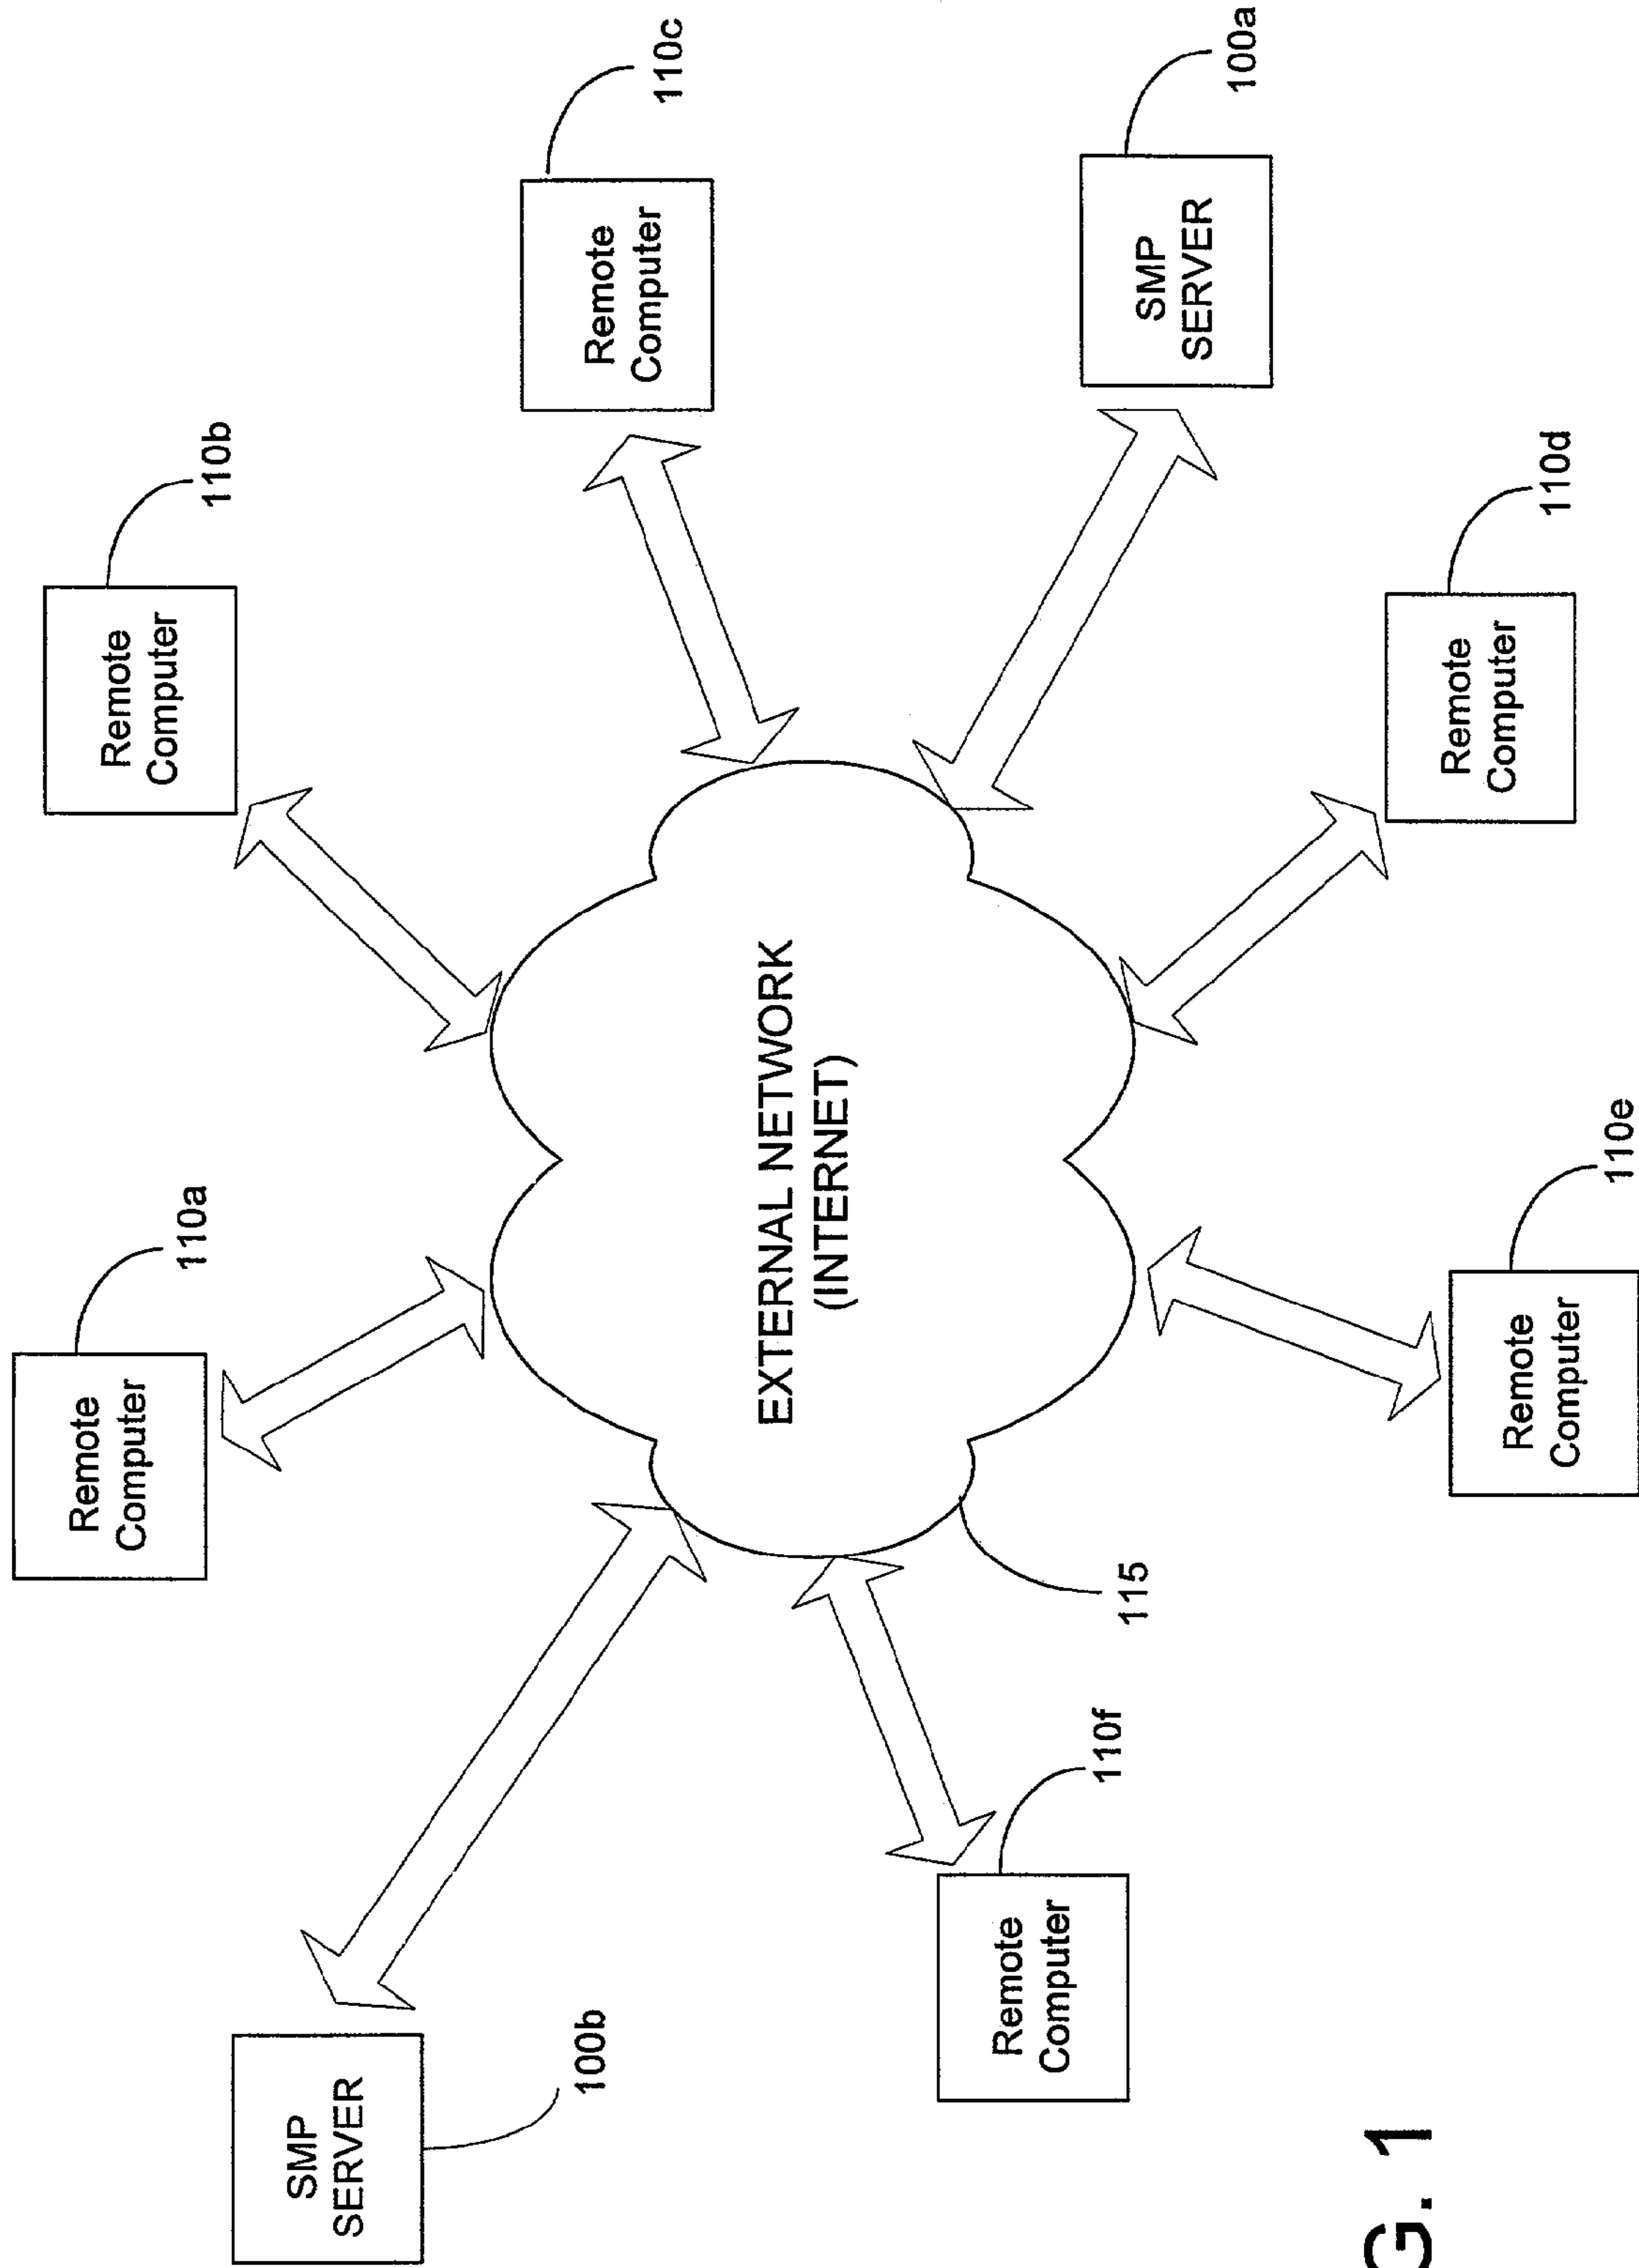 Remote
Computer
110a
Remote
Computer
110b
SMP
SERVER
100b
Remote
Computer
110c
EXTERNAL NETWORK
(INTERNET)
Remote
Computer
110f
115
SMP
SERVER
100a
Remote
Computer
110d
Remote
Computer
110e
G. 1